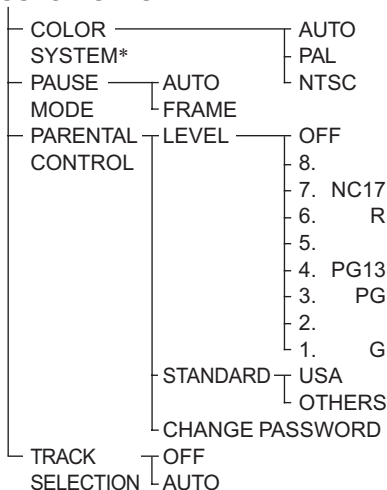 COLOR AUTO
SYSTEM* PAL
PAUSE AUTO NTSC
MODE FRAME
PARENTAL LEVEL OFF
CONTROL 8.
7. NC17
6. R
5.
4. PG13
3. PG
2.
1. G
STANDARD USA
OTHERS
CHANGE PASSWORD
TRACK OFF
SELECTION AUTO